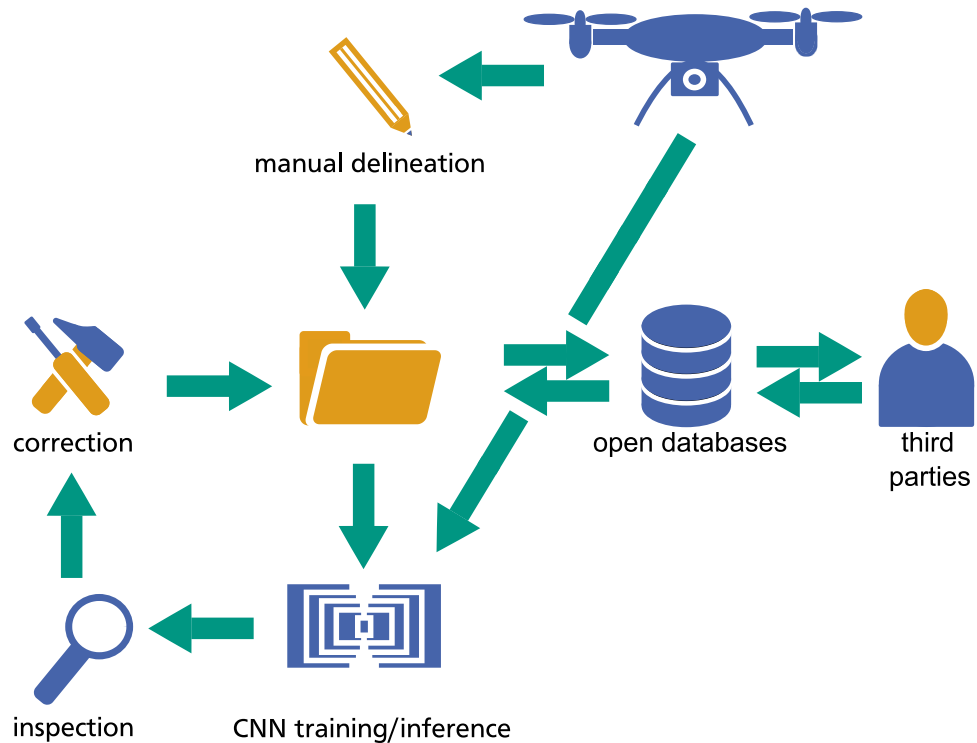 manual delineation
correction
open databases
third
parties
inspection
CNN training/inference